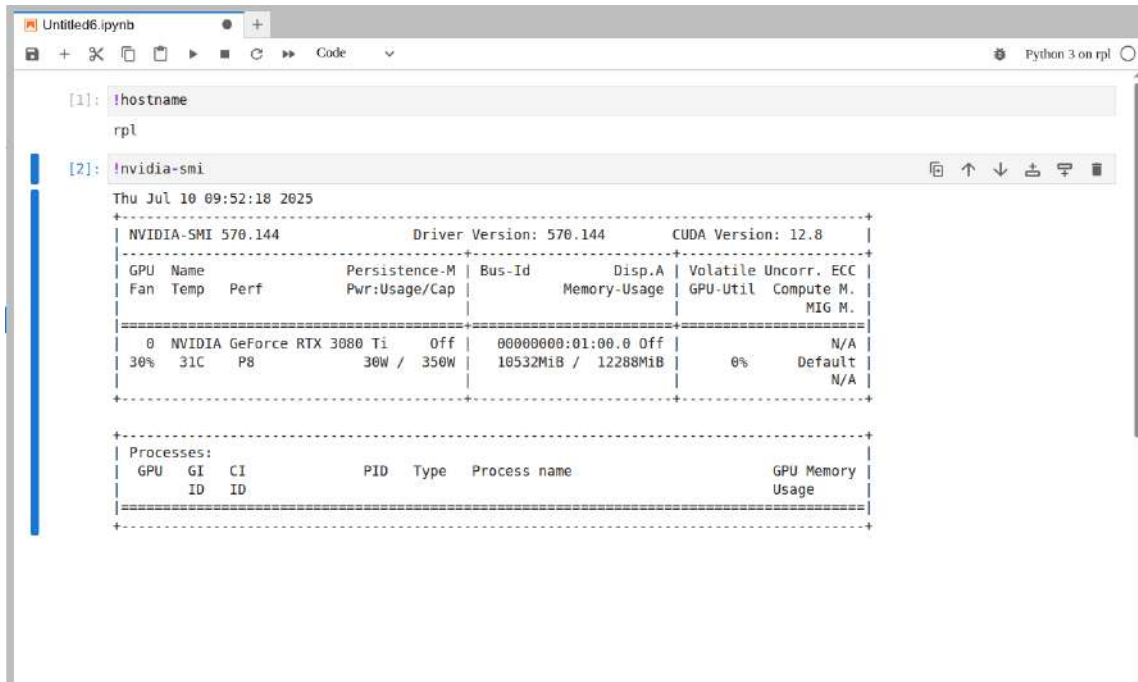 Untitled6.ipynb
Code
Python 3 on rpl
[1]: !hostname
rpl
[2]: !nvidia-smi
Thu Jul 10 09:52:18 2025
+-----------------------------------------------------------------------------------------+
| NVIDIA-SMI 570.144                Driver Version: 570.144        CUDA Version: 12.8     |
|-----------------------------------------+------------------------+----------------------+
| GPU  Name                 Persistence-M | Bus-Id          Disp.A | Volatile Uncorr. ECC |
| Fan  Temp   Perf          Pwr:Usage/Cap |           Memory-Usage | GPU-Util  Compute M. |
|                                         |                        |               MIG M. |
|=========================================+========================+======================|
|   0  NVIDIA GeForce RTX 3080 Ti     Off |   00000000:01:00.0 Off |                  N/A |
| 30%   31C    P8             30W /  350W |   10532MiB /  12288MiB |      0%      Default |
|                                         |                        |                  N/A |
+-----------------------------------------+------------------------+----------------------+
+-----------------------------------------------------------------------------------------+
| Processes:                                                                              |
|  GPU   GI   CI              PID   Type   Process name                        GPU Memory |
|        ID   ID                                                               Usage      |
|=========================================================================================|
+-----------------------------------------------------------------------------------------+